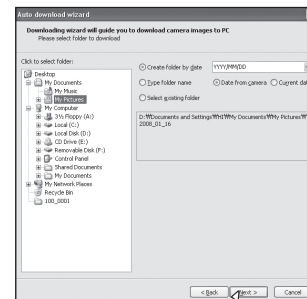 Auto download wizard
Downloading wizard will guide you to download camera images to PC
Please select folder to download
Click to select folder:
Desktop
My Documents
My Music
My Pictures
My Computer
3½ Floppy (A:)
Local (C:)
Local Disk (D:)
CD Drive (E:)
Removable Disk (F:)
Control Panel
Shared Documents
My Documents
My Network Places
Recycle Bin
100_0001
Create folder by date
YYYY/MM/DD
Type folder name
Date from camera
Current dat
Select existing folder
D:₩Documents and Settings₩HI₩My Documents₩My Pictures₩
2008_01_16
< Back
Next >
Cancel